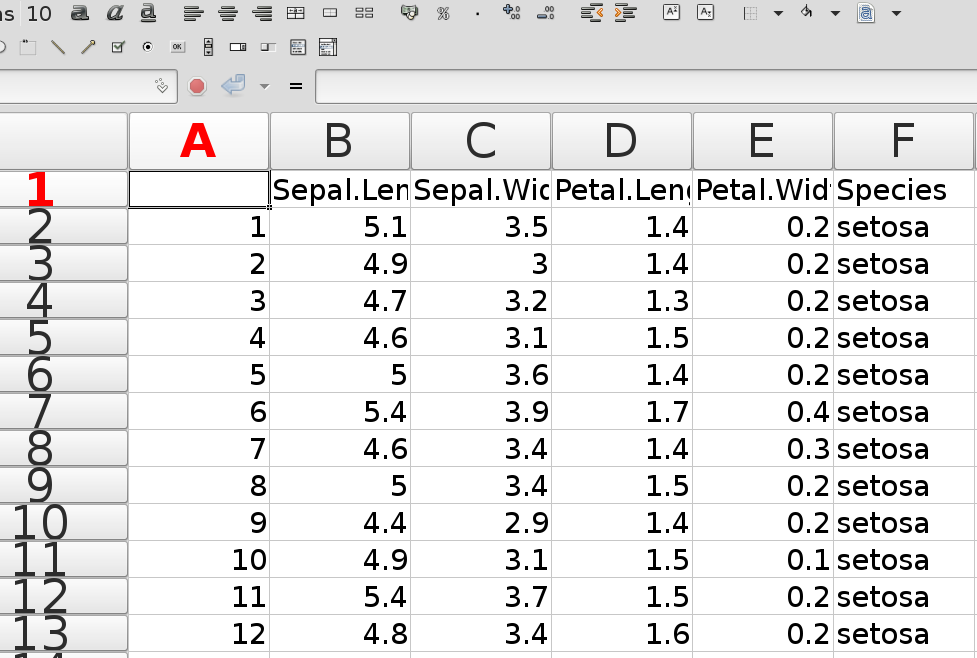 ns 10 a a a %
OK
=
A B C D E F
1 Sepal.Len Sepal.Wid Petal.Leng Petal.Widt Species
2 1 5.1 3.5 1.4 0.2 setosa
3 2 4.9 3 1.4 0.2 setosa
4 3 4.7 3.2 1.3 0.2 setosa
5 4 4.6 3.1 1.5 0.2 setosa
6 5 5 3.6 1.4 0.2 setosa
7 6 5.4 3.9 1.7 0.4 setosa
8 7 4.6 3.4 1.4 0.3 setosa
9 8 5 3.4 1.5 0.2 setosa
10 9 4.4 2.9 1.4 0.2 setosa
11 10 4.9 3.1 1.5 0.1 setosa
12 11 5.4 3.7 1.5 0.2 setosa
13 12 4.8 3.4 1.6 0.2 setosa